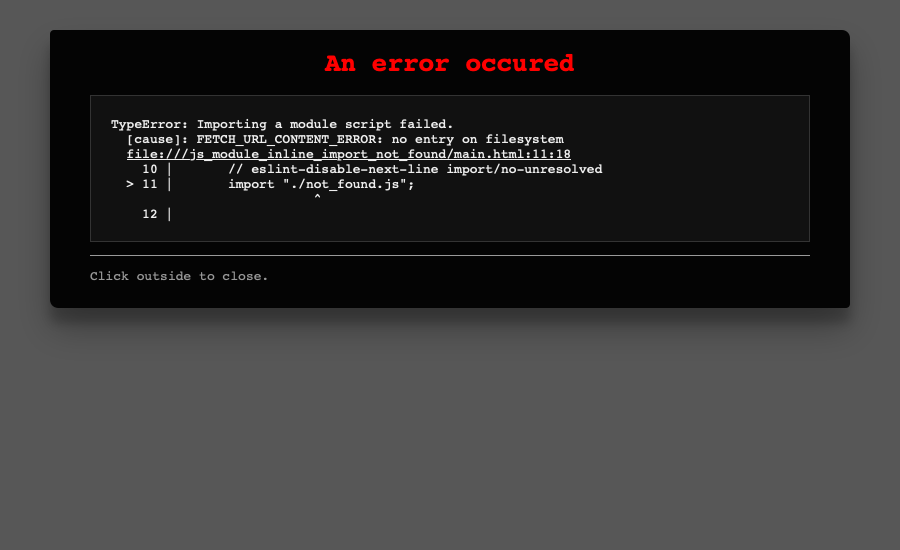 An error occured
TypeError: Importing a module script failed.
  [cause]: FETCH_URL_CONTENT_ERROR: no entry on filesystem
  file:///js_module_inline_import_not_found/main.html:11:18
    10 |       // eslint-disable-next-line import/no-unresolved
  > 11 |       import "./not_found.js";
                          ^
    12 |
Click outside to close.